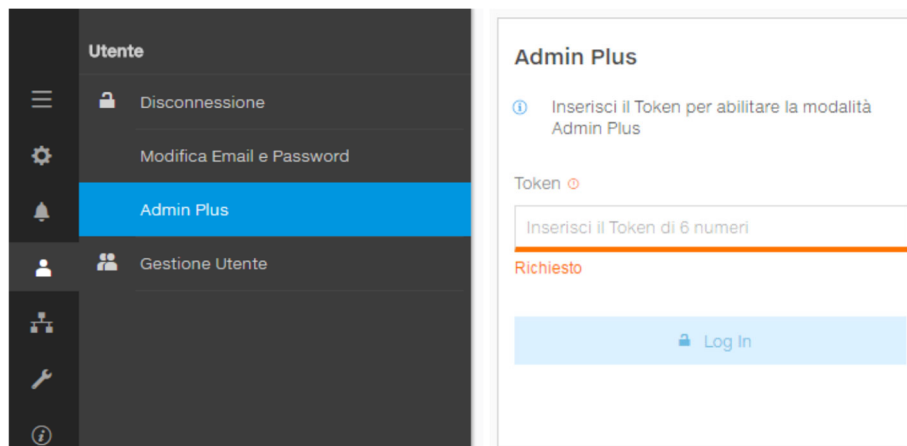 Utente
Disconnessione
Modifica Email e Password
Admin Plus
Gestione Utente
Admin Plus
Inserisci il Token per abilitare la modalità
Admin Plus
Token
Inserisci il Token di 6 numeri
Richiesto
Log In